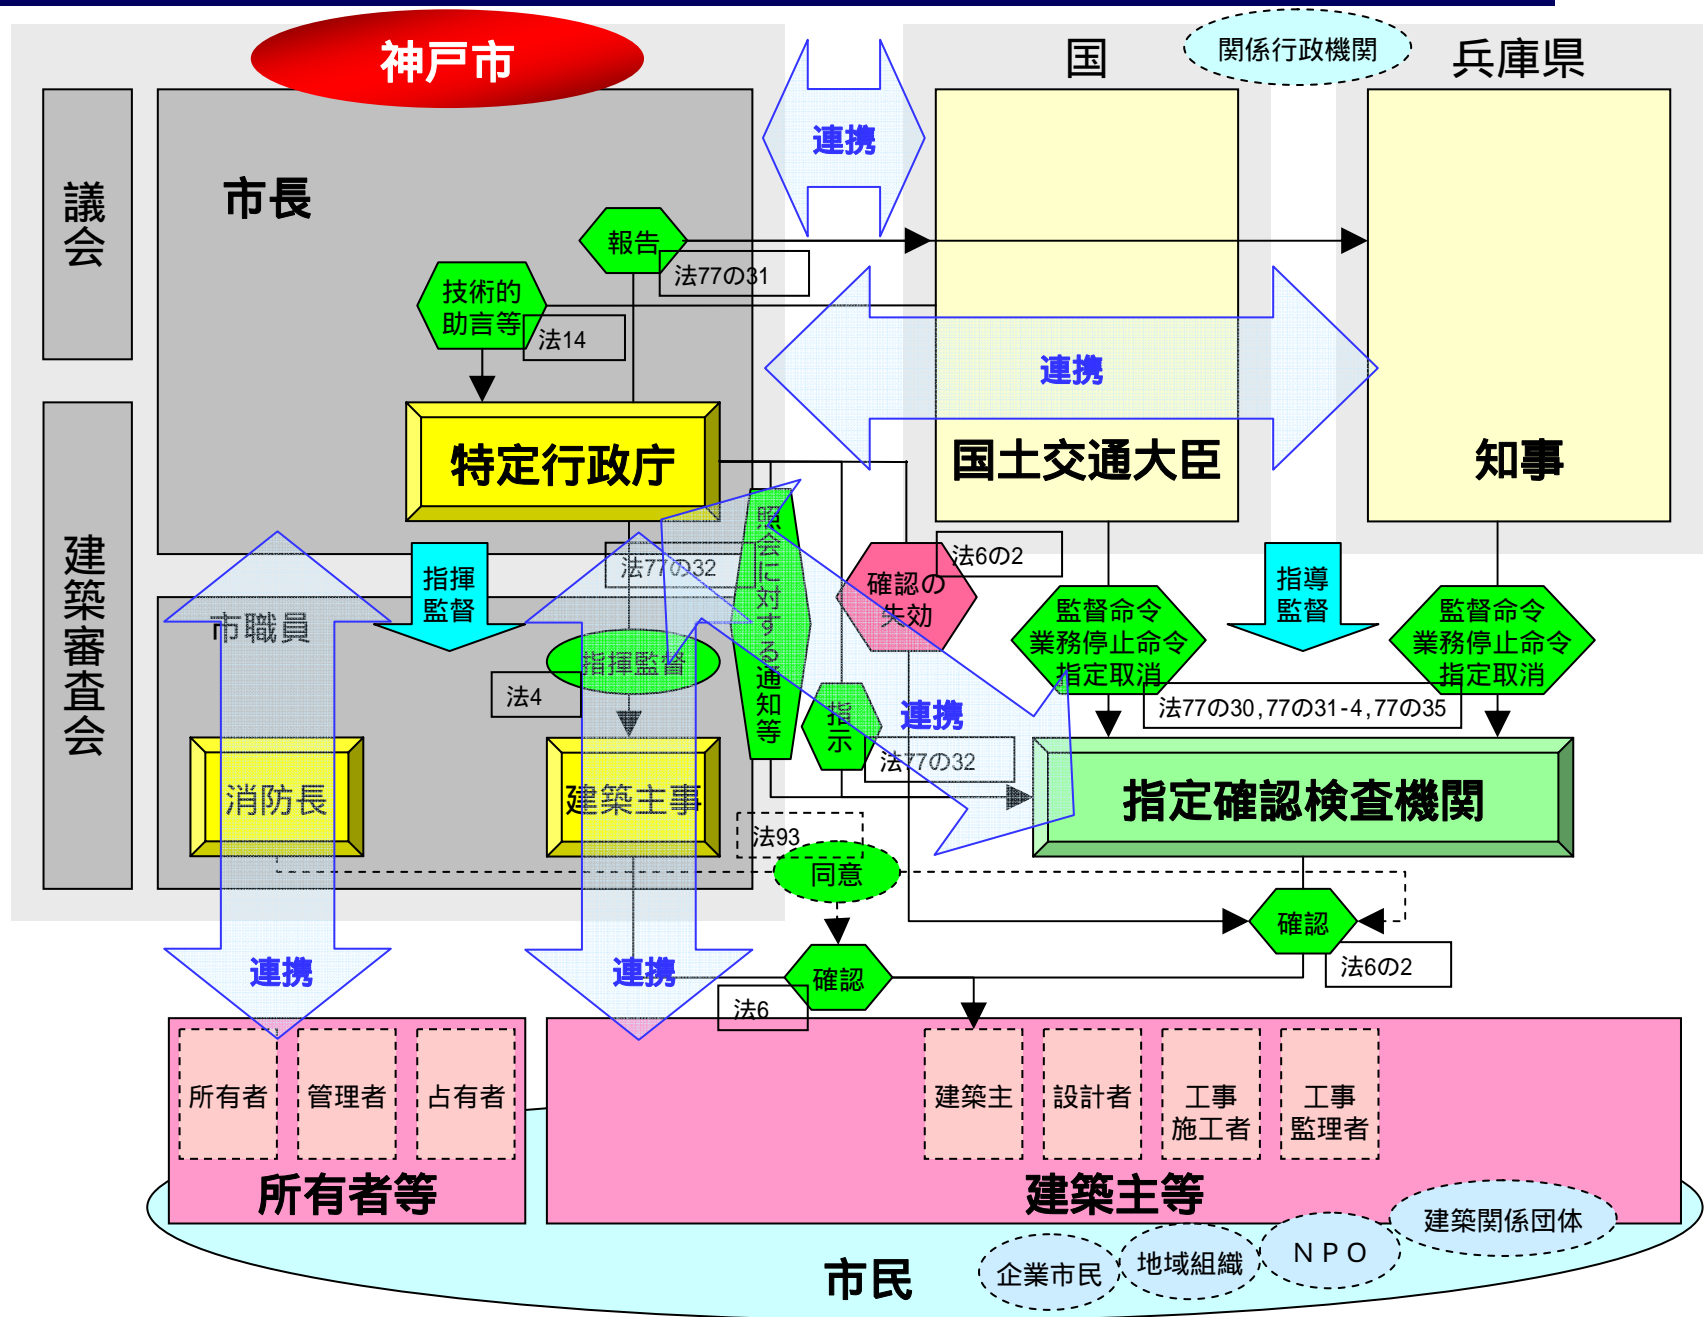 神戸市
国
関係行政機関
兵庫県
議会
市長
連携
報告
法77の31
技術的
助言等
法14
連携
特定行政庁
国土交通大臣
知事
建築審査会
指揮
監督
法77の32
照会に対する通知等
確認の
失効
法6の2
監督命令
業務停止命令
指定取消
指導
監督
監督命令
業務停止命令
指定取消
市職員
指揮監督
法4
指示
連携
法77の32
法77の30,77の31-4,77の35
消防長
建築主事
指定確認検査機関
法93
同意
確認
法6の2
連携
連携
確認
法6
所有者
管理者
占有者
建築主
設計者
工事
施工者
工事
監理者
所有者等
建築主等
市民
企業市民
地域組織
ＮＰＯ
建築関係団体